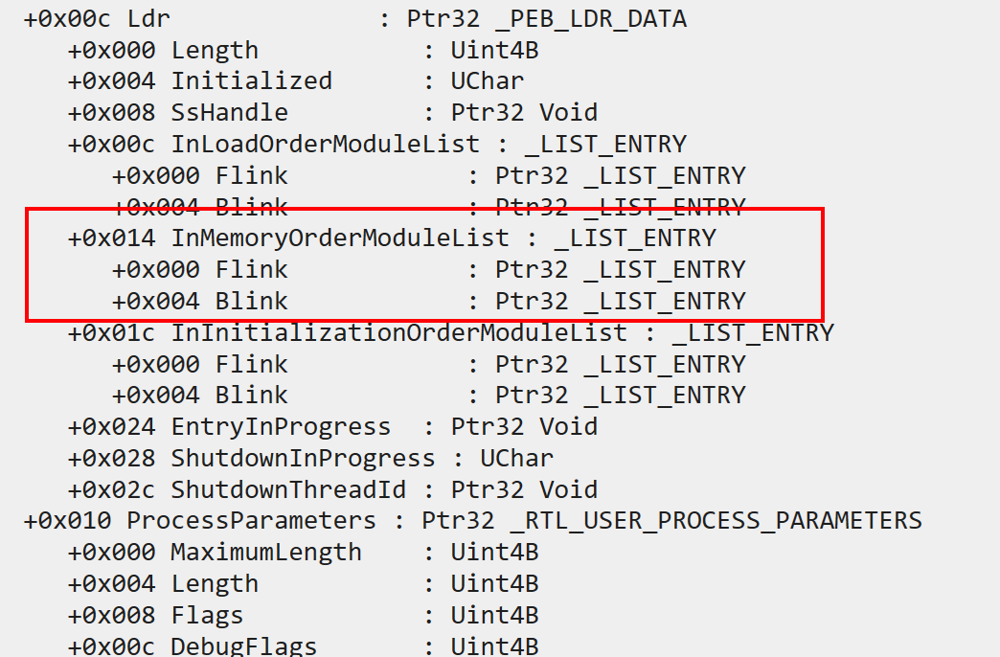 +0x00c Ldr : Ptr32 _PEB_LDR_DATA
+0x000 Length : Uint4B
+0x004 Initialized : UChar
+0x008 SsHandle : Ptr32 Void
+0x00c InLoadOrderModuleList : _LIST_ENTRY
+0x000 Flink : Ptr32 _LIST_ENTRY
+0x004 Blink : Ptr32 _LIST_ENTRY
+0x014 InMemoryOrderModuleList : _LIST_ENTRY
+0x000 Flink : Ptr32 _LIST_ENTRY
+0x004 Blink : Ptr32 _LIST_ENTRY
+0x01c InInitializationOrderModuleList : _LIST_ENTRY
+0x000 Flink : Ptr32 _LIST_ENTRY
+0x004 Blink : Ptr32 _LIST_ENTRY
+0x024 EntryInProgress : Ptr32 Void
+0x028 ShutdownInProgress : UChar
+0x02c ShutdownThreadId : Ptr32 Void
+0x010 ProcessParameters : Ptr32 _RTL_USER_PROCESS_PARAMETERS
+0x000 MaximumLength : Uint4B
+0x004 Length : Uint4B
+0x008 Flags : Uint4B
+0x00c DebugFlags : Uint4B